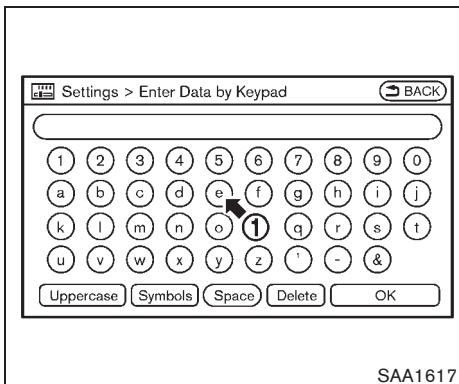 Settings > Enter Data by Keypad BACK
1 2 3 4 5 6 7 8 9 0
a b c d e f g h i j
k l m n o 1 q r s t
u v w x y z ' - &
Uppercase Symbols Space Delete OK
SAA1617